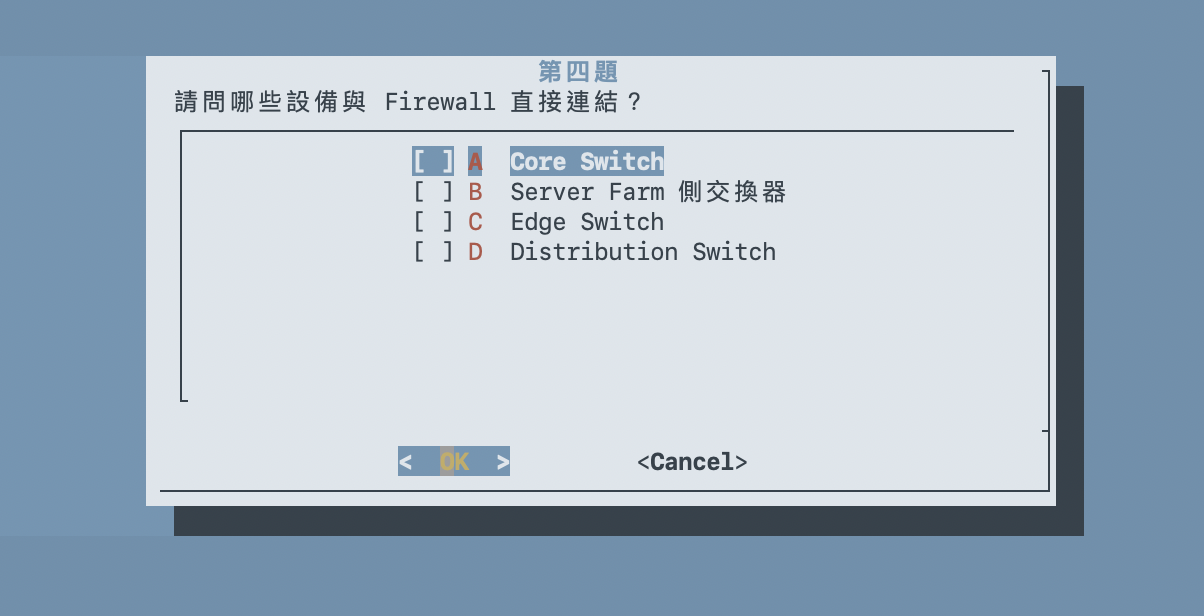 第四題
請問哪些設備與 Firewall 直接連結？
[ ] A Core Switch
[ ] B Server Farm 側交換器
[ ] C Edge Switch
[ ] D Distribution Switch
< OK > <Cancel>